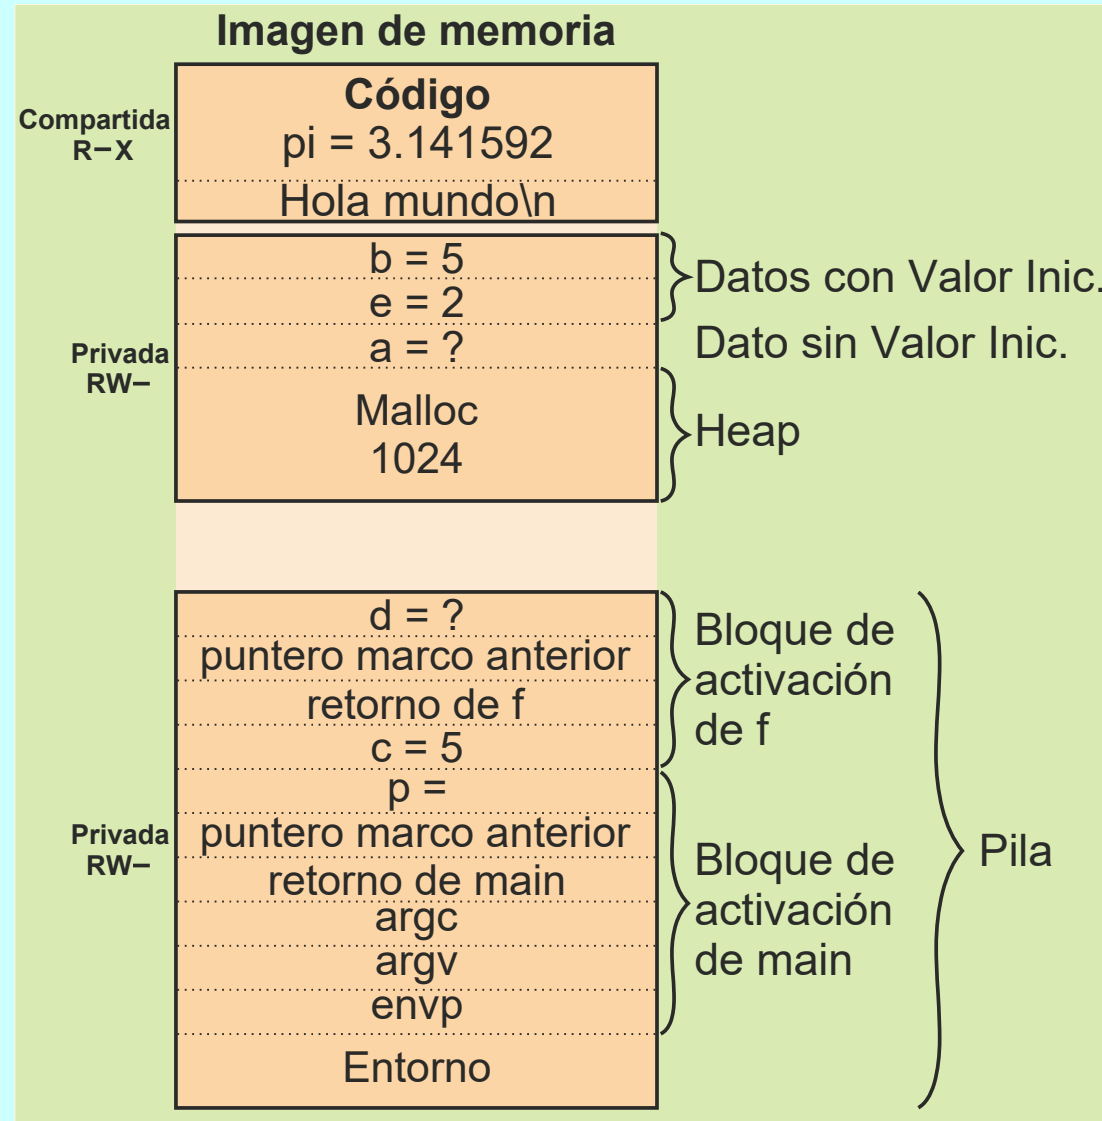 Imagen de memoria
Compartida
R–X
Código
pi = 3.141592
Hola mundo\n
Privada
RW–
b = 5
e = 2
a = ?
Malloc
1024
Datos con Valor Inic.
Dato sin Valor Inic.
Heap
Privada
RW–
d = ?
puntero marco anterior
retorno de f
c = 5
p =
puntero marco anterior
retorno de main
argc
argv
envp
Entorno
Bloque de
activación
de f
Bloque de
activación
de main
Pila